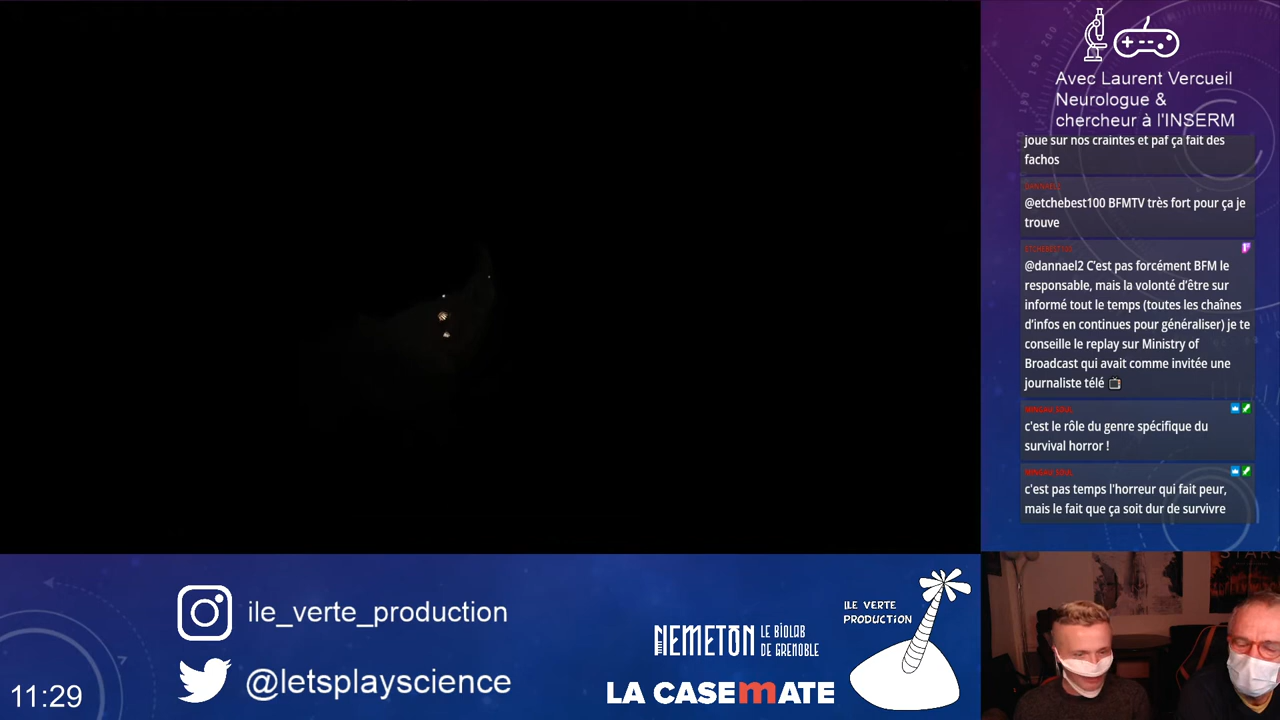 Avec Laurent Vercueil
Neurologue &
chercheur à l'INSERM
joue sur nos craintes et paf ça fait des
fachos
@etchebest100 BFMTV très fort pour ça je
trouve
@dannael2 C'est pas forcément BFM le
responsable, mais la volonté d'être sur
informé tout le temps (toutes les chaînes
d'infos en continues pour généraliser) je te
conseille le replay sur Ministry of
Broadcast qui avait comme invitée une
journaliste télé 📺
c'est le rôle du genre spécifique du
survival horror !
c'est pas temps l'horreur qui fait peur,
mais le fait que ça soit dur de survivre
ile_verte_production
@letsplayscience
11:29
NEMETON LE BIOLAB
DE GRENOBLE
LA CASEMATE
ILE VERTE
PRODUCTION